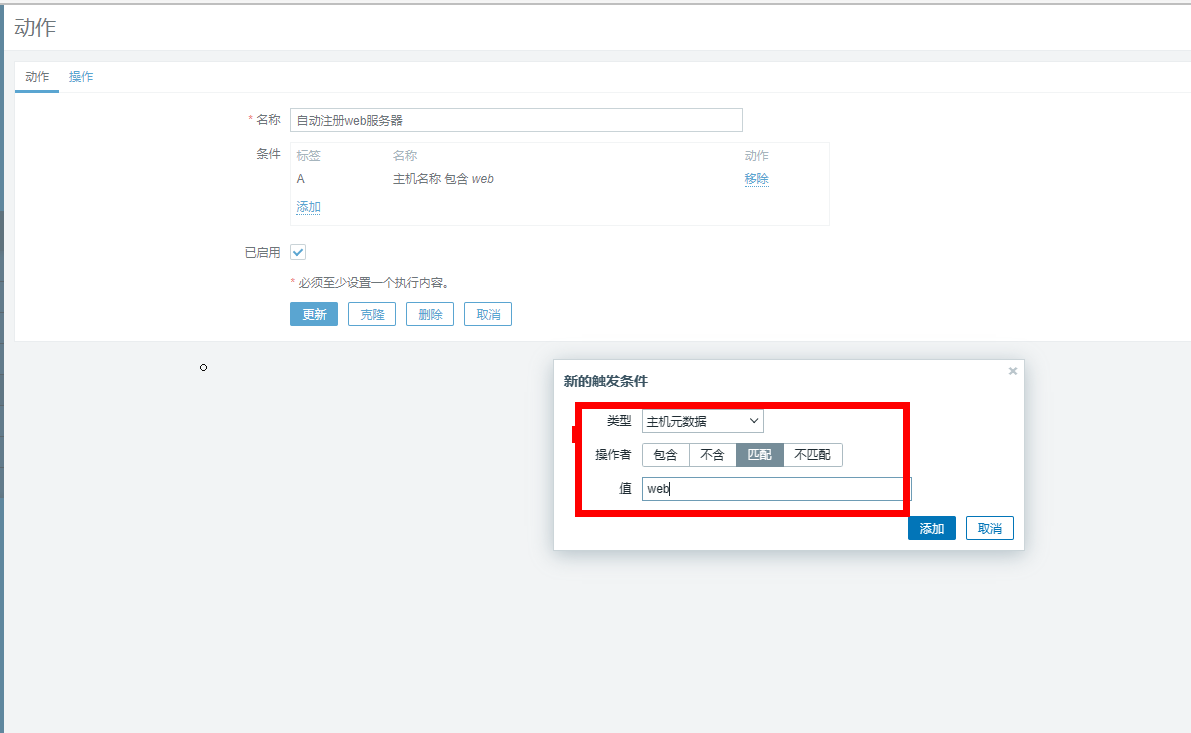 动作
动作 操作
* 名称 自动注册web服务器
条件 标签 名称 动作
A 主机名称 包含 web 移除
添加
已启用
* 必须至少设置一个执行内容。
更新 克隆 删除 取消
新的触发条件 ×
类型 主机元数据
操作者 包含 不含 匹配 不匹配
值 web
添加 取消